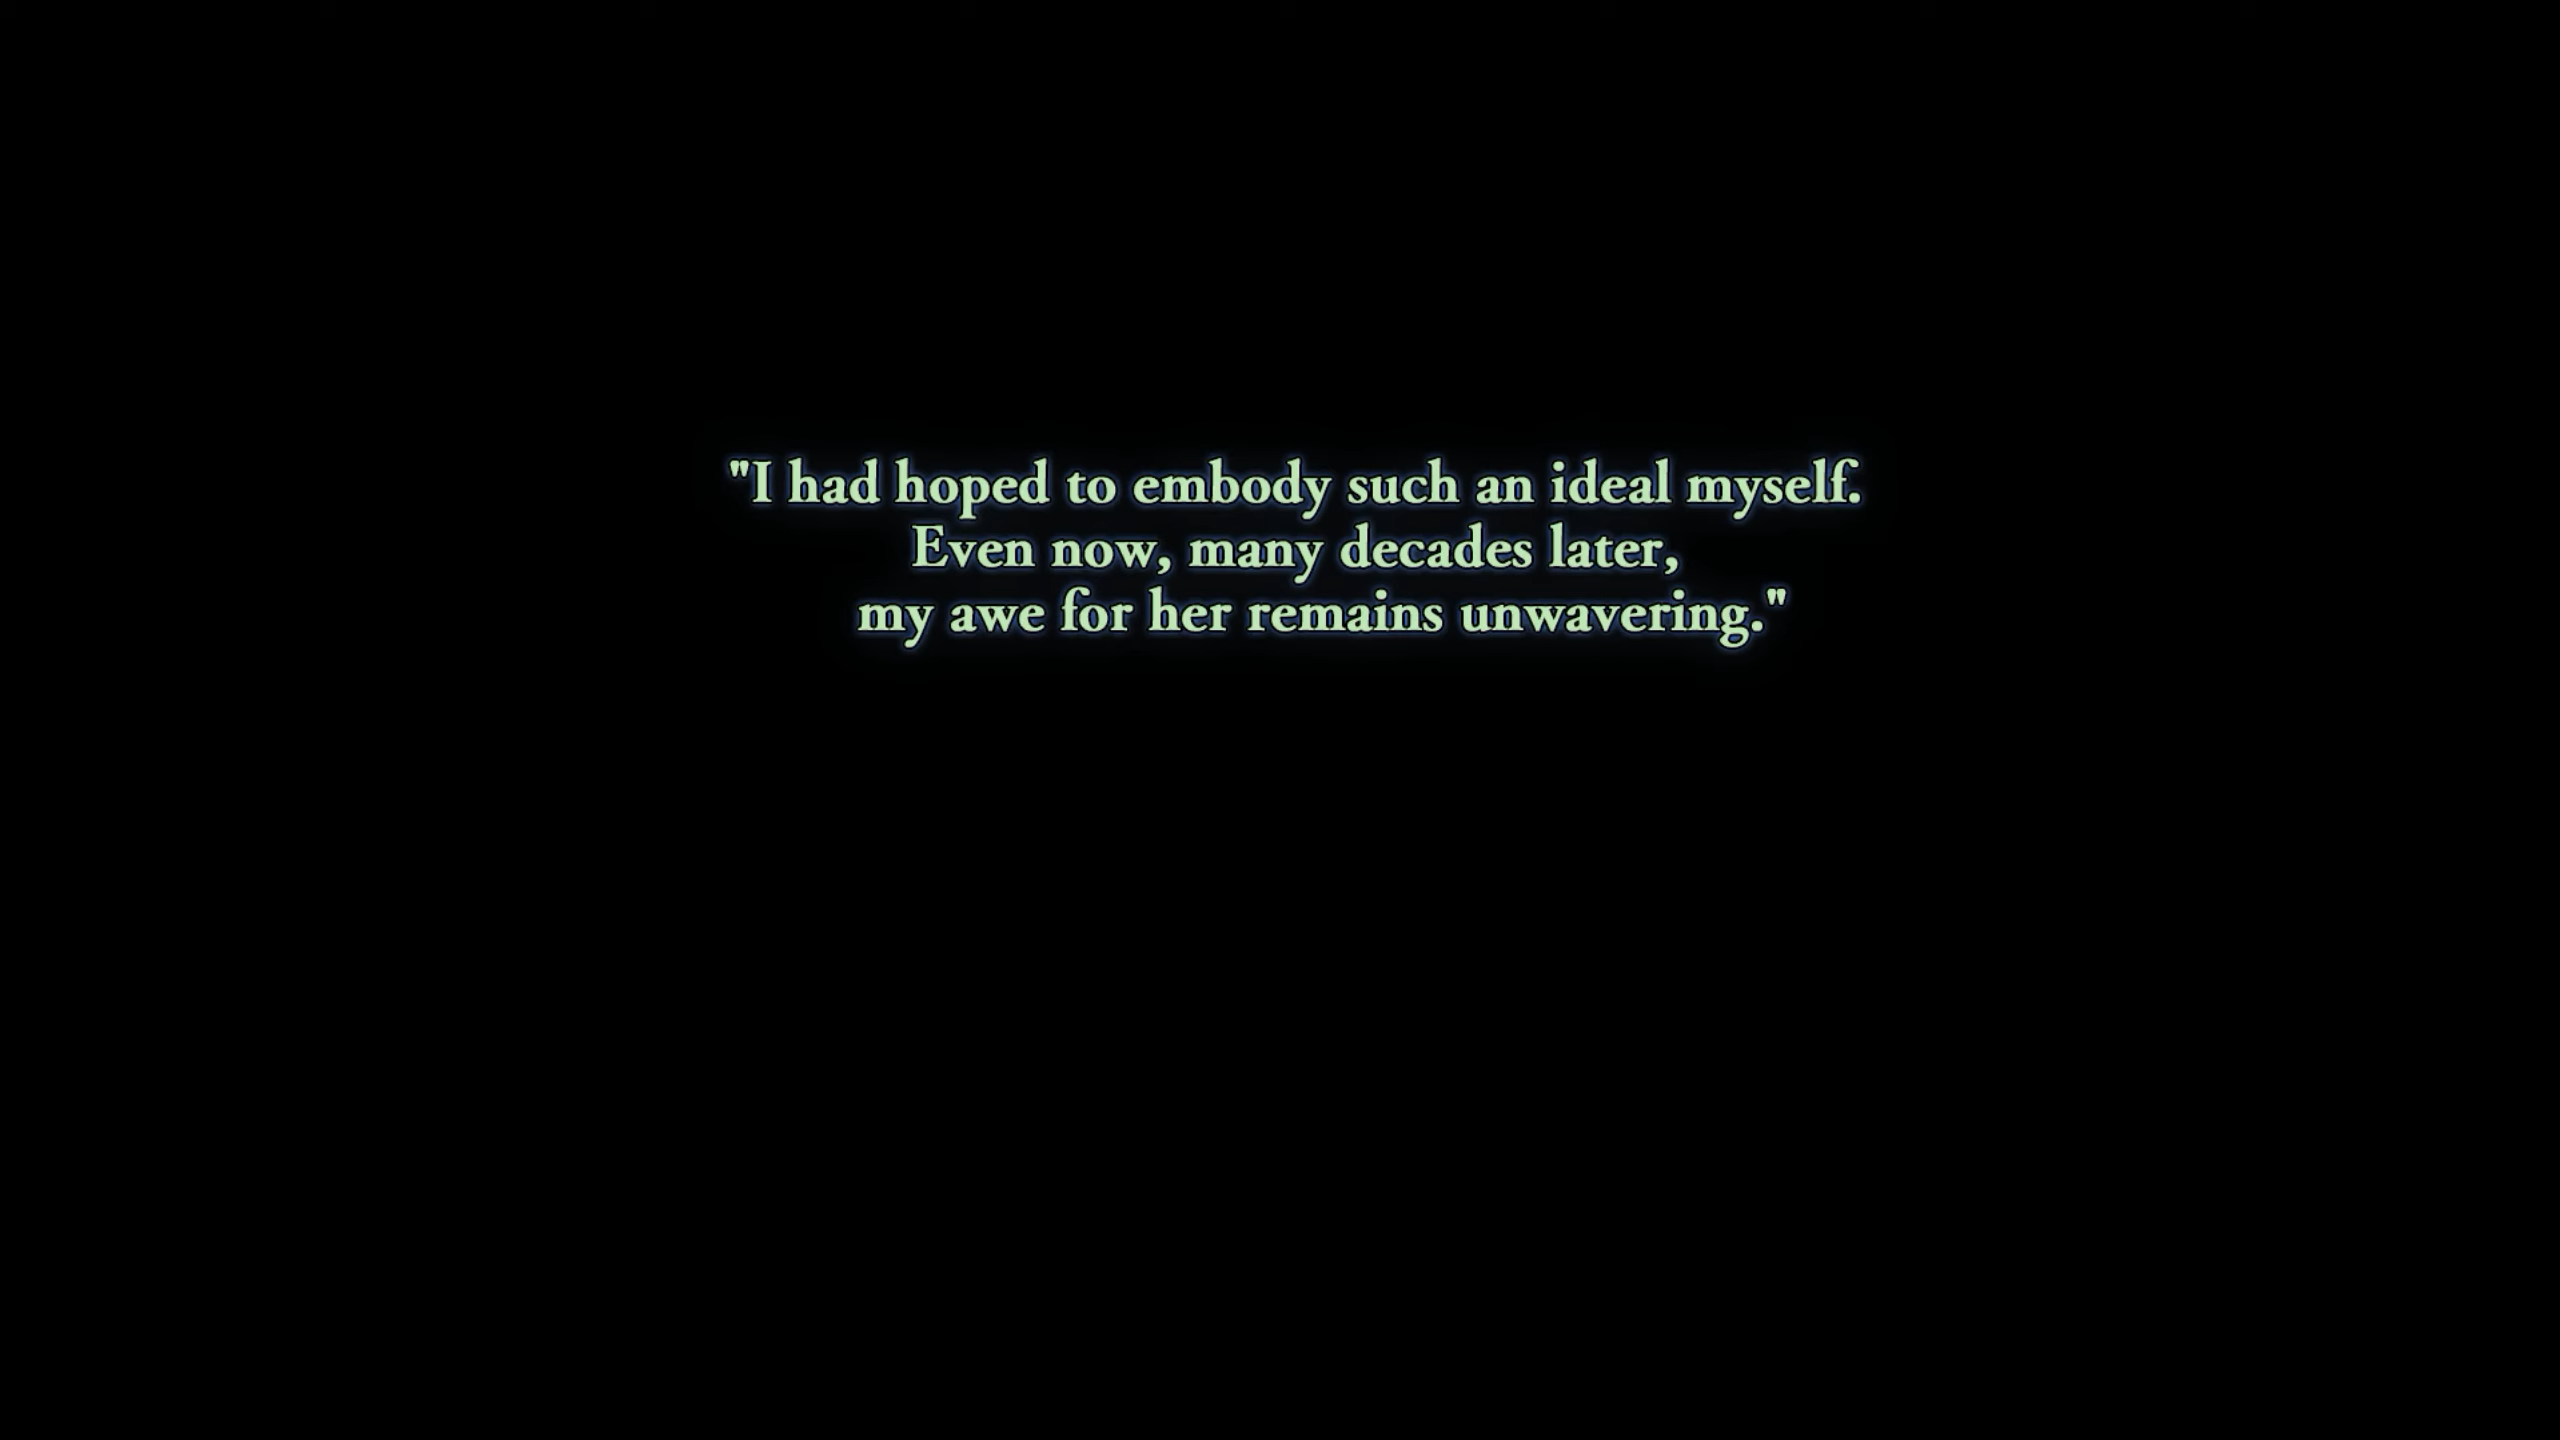 "I had hoped to embody such an ideal myself.
Even now, many decades later,
my awe for her remains unwavering."